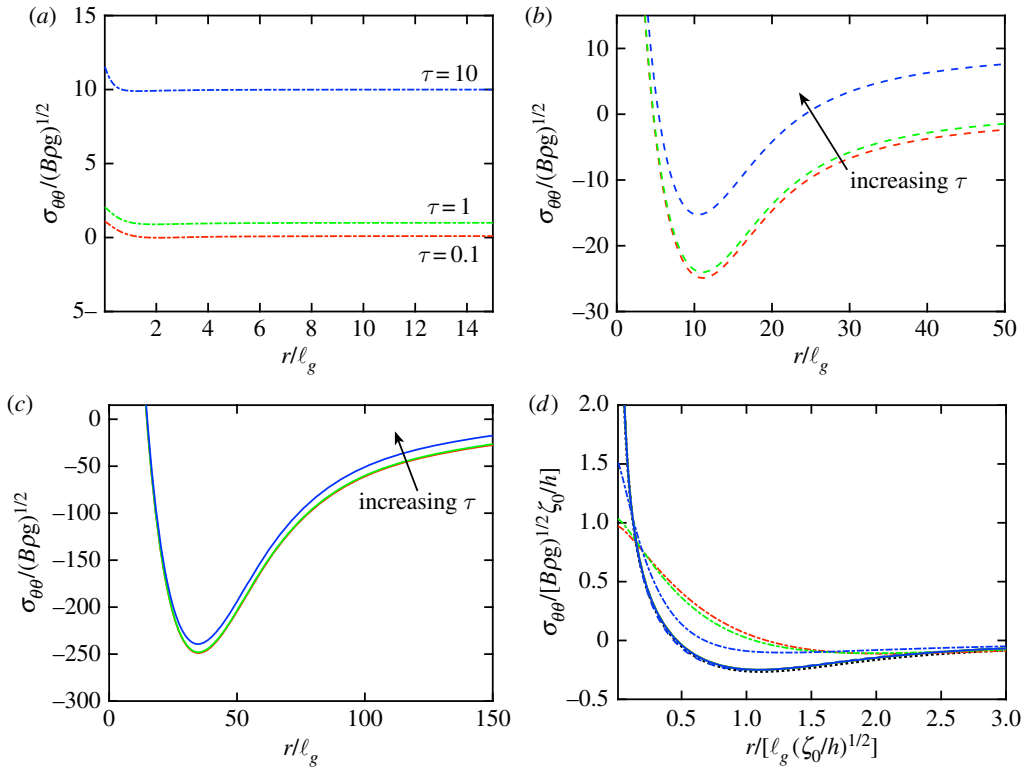 (a)
15
10
5
0
5–
σθθ/(Bρg)^1/2
τ = 10
τ = 1
τ = 0.1
2 4 6 8 10 12 14
r/ℓg
(b)
10
0
–10
–20
–30
σθθ/(Bρg)^1/2
increasing τ
0 10 20 30 40 50
r/ℓg
(c)
0
–50
–100
–150
–200
–250
–300
σθθ/(Bρg)^1/2
increasing τ
0 50 100 150
r/ℓg
(d)
2.0
1.5
1.0
0.5
0
–0.5
σθθ/[Bρg)^1/2ζ0/h]
0.5 1.0 1.5 2.0 2.5 3.0
r/[ℓg(ζ0/h)^1/2]